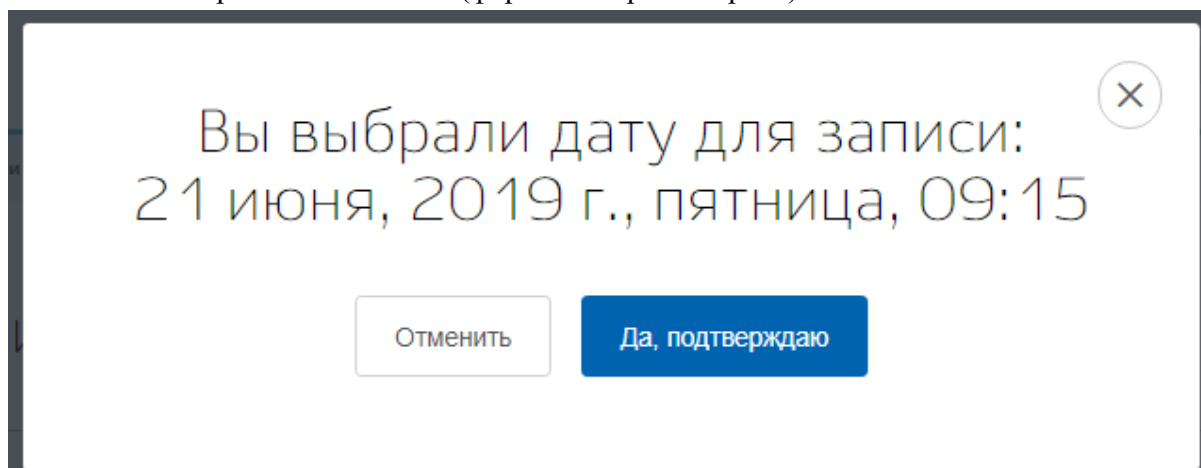 Вы выбрали дату для записи:
21 июня, 2019 г., пятница, 09:15
Отменить
Да, подтверждаю